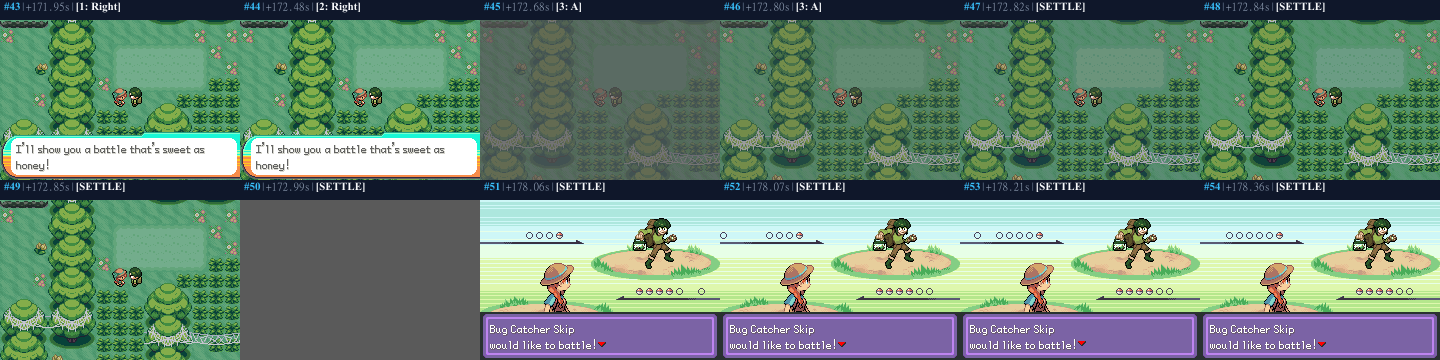 #43|+171.95s|[1: Right]
#44|+172.48s|[2: Right]
#45|+172.68s|[3: A]
#46|+172.80s|[3: A]
#47|+172.82s|[SETTLE]
#48|+172.84s|[SETTLE]
I'll show you a battle that's sweet as
honey!
I'll show you a battle that's sweet as
honey!
#49|+172.85s|[SETTLE]
#50|+172.99s|[SETTLE]
#51|+178.06s|[SETTLE]
#52|+178.07s|[SETTLE]
#53|+178.21s|[SETTLE]
#54|+178.36s|[SETTLE]
Bug Catcher Skip
would like to battle!
Bug Catcher Skip
would like to battle!
Bug Catcher Skip
would like to battle!
Bug Catcher Skip
would like to battle!